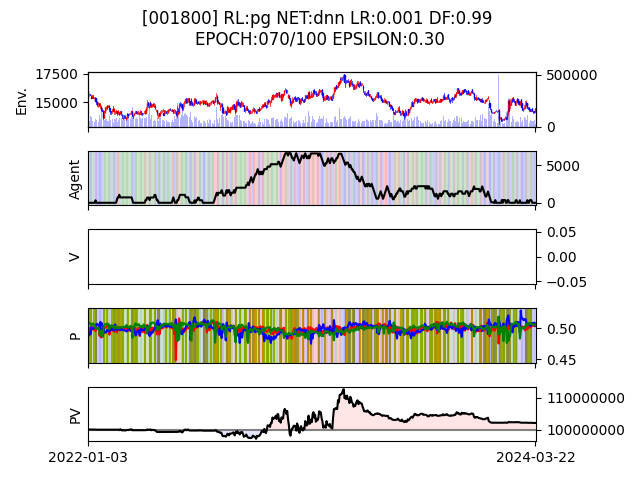 [001800] RL:pg NET:dnn LR:0.001 DF:0.99
EPOCH:070/100 EPSILON:0.30
17500
15000
Env.
500000
0
Agent
5000
0
V
0.05
0.00
−0.05
P
0.50
0.45
PV
110000000
100000000
2022-01-03
2024-03-22